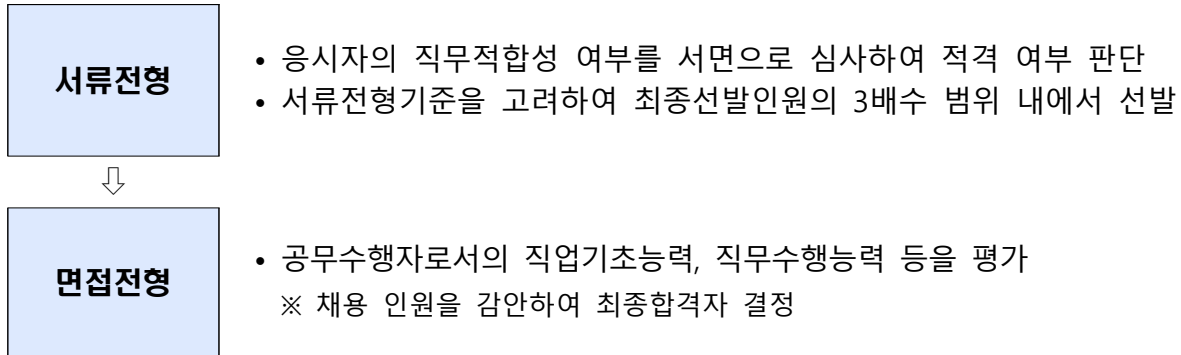 서류전형
• 응시자의 직무적합성 여부를 서면으로 심사하여 적격 여부 판단
• 서류전형기준을 고려하여 최종선발인원의 3배수 범위 내에서 선발
⇩
면접전형
• 공무수행자로서의 직업기초능력, 직무수행능력 등을 평가
※ 채용 인원을 감안하여 최종합격자 결정